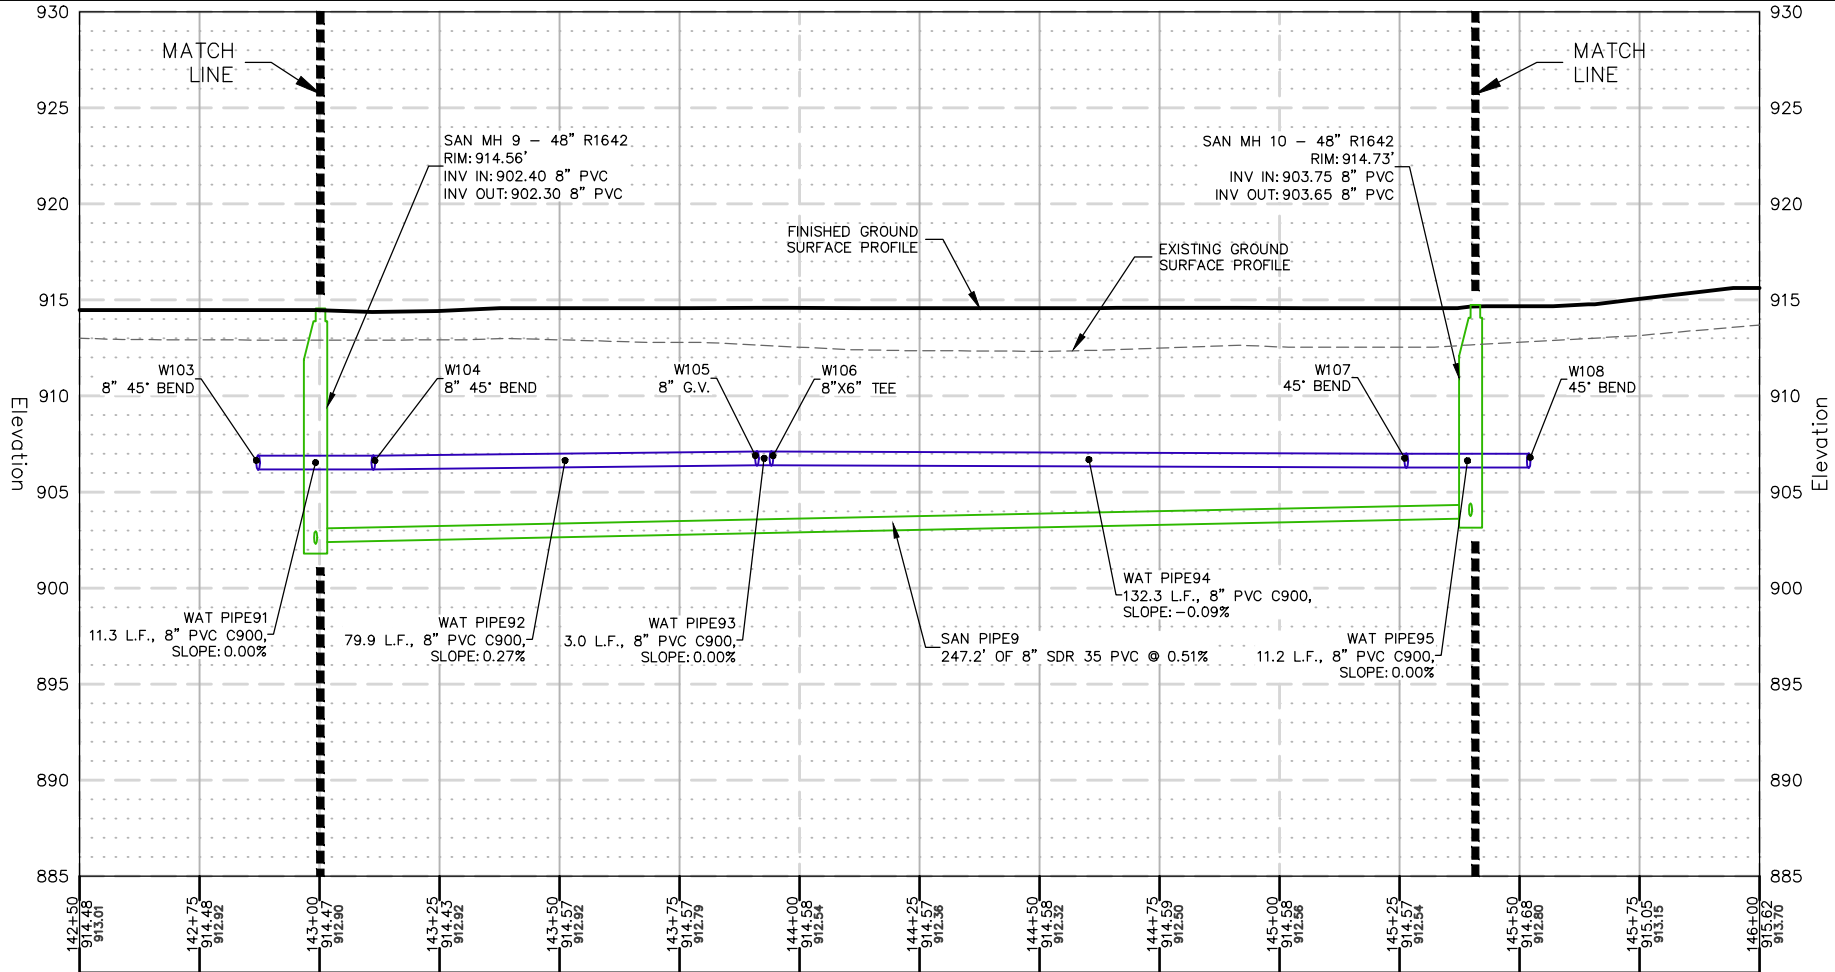 930
925
920
915
910
905
900
895
890
885
Elevation
930
925
920
915
910
905
900
895
890
885
Elevation
MATCH
LINE
MATCH
LINE
SAN MH 9 – 48" R1642
RIM: 914.56'
INV IN: 902.40 8" PVC
INV OUT: 902.30 8" PVC
SAN MH 10 – 48" R1642
RIM: 914.73'
INV IN: 903.75 8" PVC
INV OUT: 903.65 8" PVC
FINISHED GROUND
SURFACE PROFILE
EXISTING GROUND
SURFACE PROFILE
W103
8" 45° BEND
W104
8" 45° BEND
W105
8" G.V.
W106
8"X6" TEE
W107
45° BEND
W108
45° BEND
WAT PIPE91
11.3 L.F., 8" PVC C900,
SLOPE: 0.00%
WAT PIPE92
79.9 L.F., 8" PVC C900,
SLOPE: 0.27%
WAT PIPE93
3.0 L.F., 8" PVC C900,
SLOPE: 0.00%
WAT PIPE94
132.3 L.F., 8" PVC C900,
SLOPE: –0.09%
SAN PIPE9
247.2' OF 8" SDR 35 PVC @ 0.51%
WAT PIPE95
11.2 L.F., 8" PVC C900,
SLOPE: 0.00%
142+50
914.48
913.01
142+75
914.48
912.92
143+00
914.47
912.90
143+25
914.43
912.92
143+50
914.57
912.92
143+75
914.57
912.79
144+00
914.58
912.54
144+25
914.57
912.36
144+50
914.58
912.32
144+75
914.59
912.50
145+00
914.58
912.56
145+25
914.57
912.54
145+50
914.68
912.80
145+75
915.05
913.15
146+00
915.62
913.70